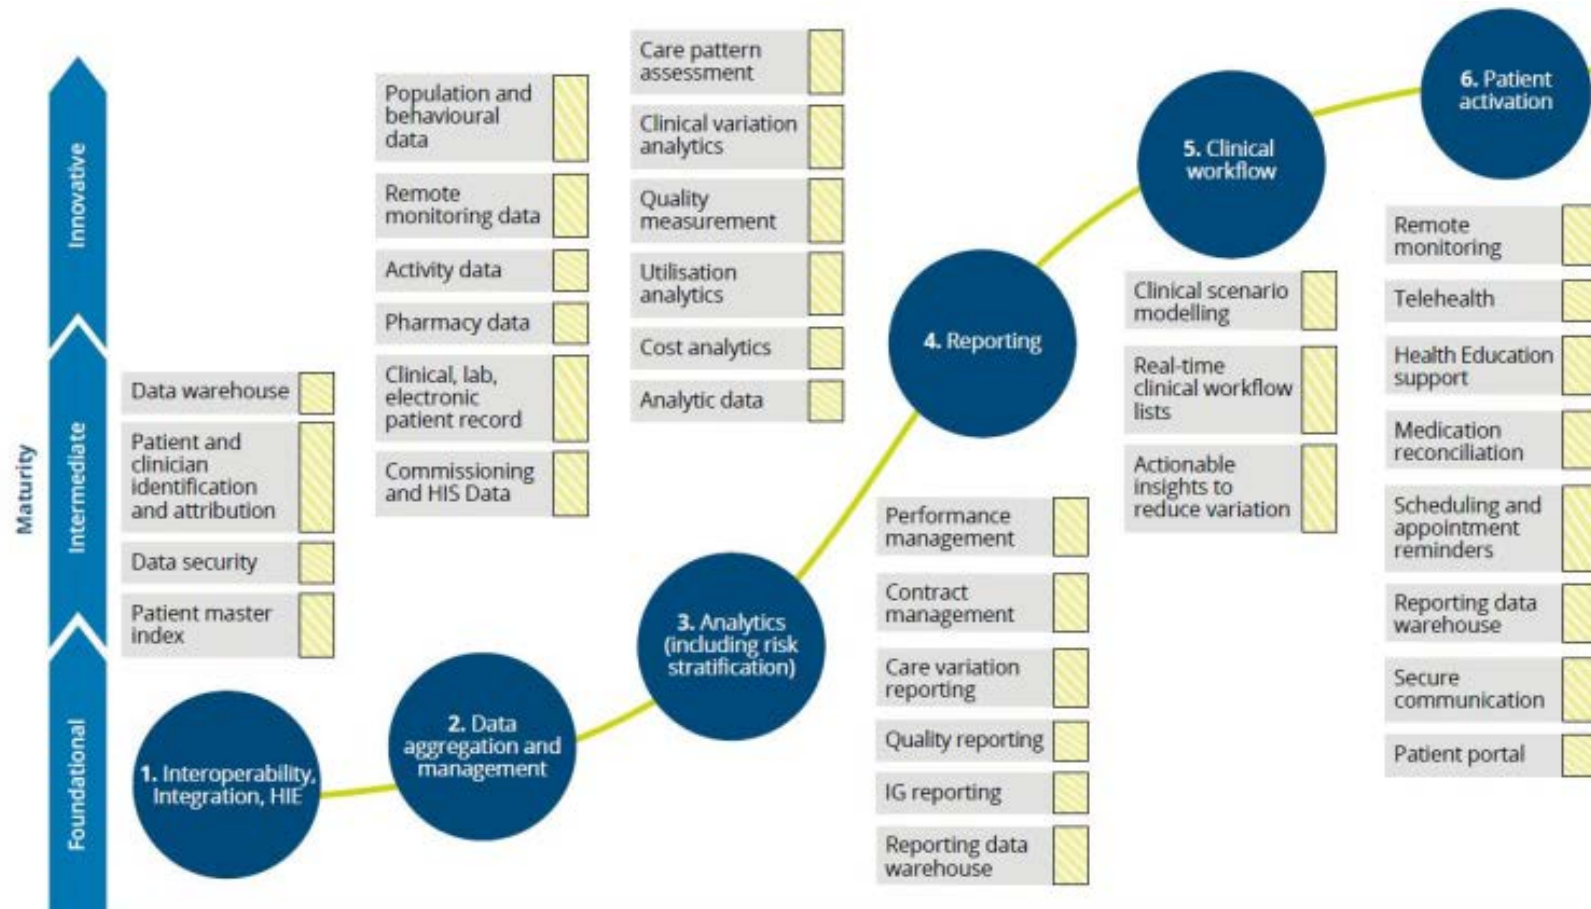 Maturity
Innovative
Intermediate
Foundational
Data warehouse
Patient and
clinician
identification
and attribution
Data security
Patient master
index
1. Interoperability,
Integration, HIE
Population and
behavioural
data
Remote
monitoring data
Activity data
Pharmacy data
Clinical, lab,
electronic
patient record
Commissioning
and HIS Data
2. Data
aggregation and
management
Care pattern
assessment
Clinical variation
analytics
Quality
measurement
Utilisation
analytics
Cost analytics
Analytic data
3. Analytics
(including risk
stratification)
4. Reporting
Performance
management
Contract
management
Care variation
reporting
Quality reporting
IG reporting
Reporting data
warehouse
5. Clinical
workflow
Clinical scenario
modelling
Real-time
clinical workflow
lists
Actionable
insights to
reduce variation
6. Patient
activation
Remote
monitoring
Telehealth
Health Education
support
Medication
reconciliation
Scheduling and
appointment
reminders
Reporting data
warehouse
Secure
communication
Patient portal